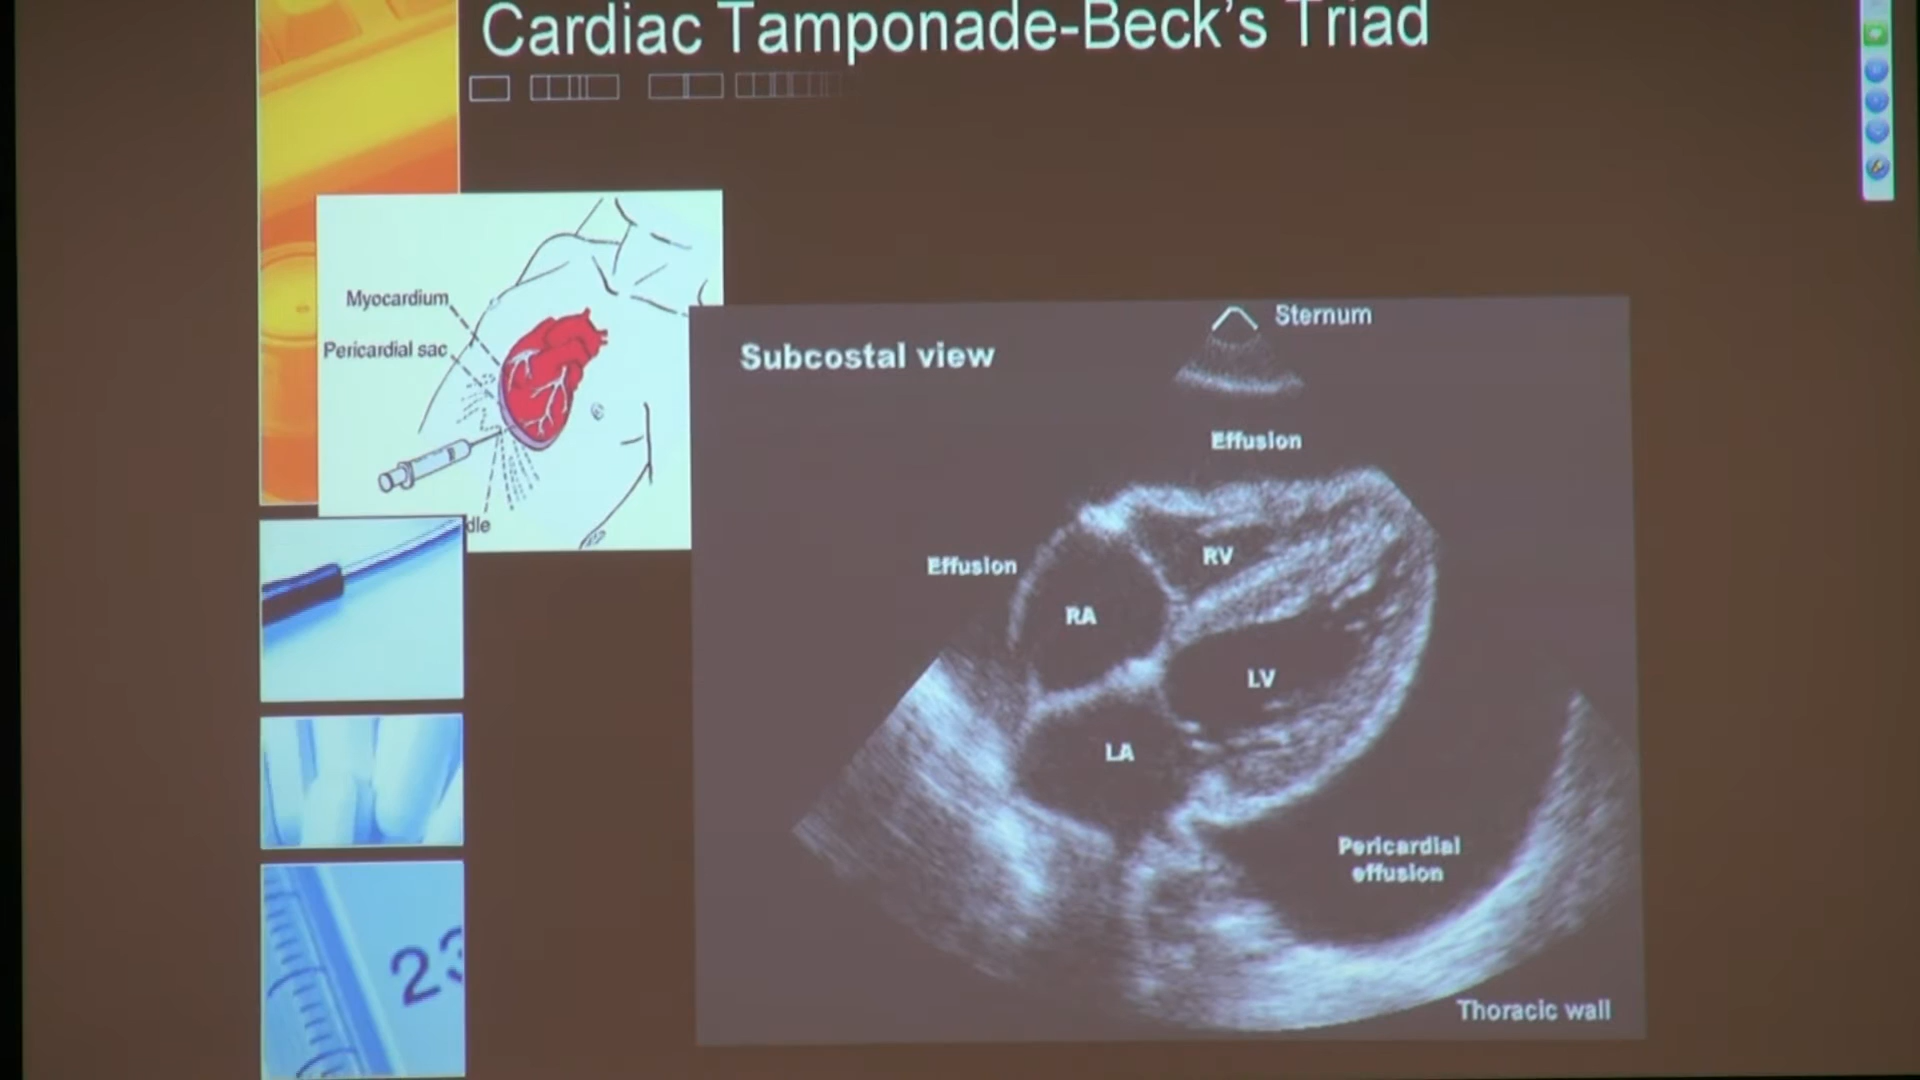 Cardiac Tamponade-Beck's Triad
Myocardium
Pericardial sac
dle
Subcostal view
Sternum
Effusion
Effusion
RV
RA
LV
LA
Pericardial
effusion
Thoracic wall
23